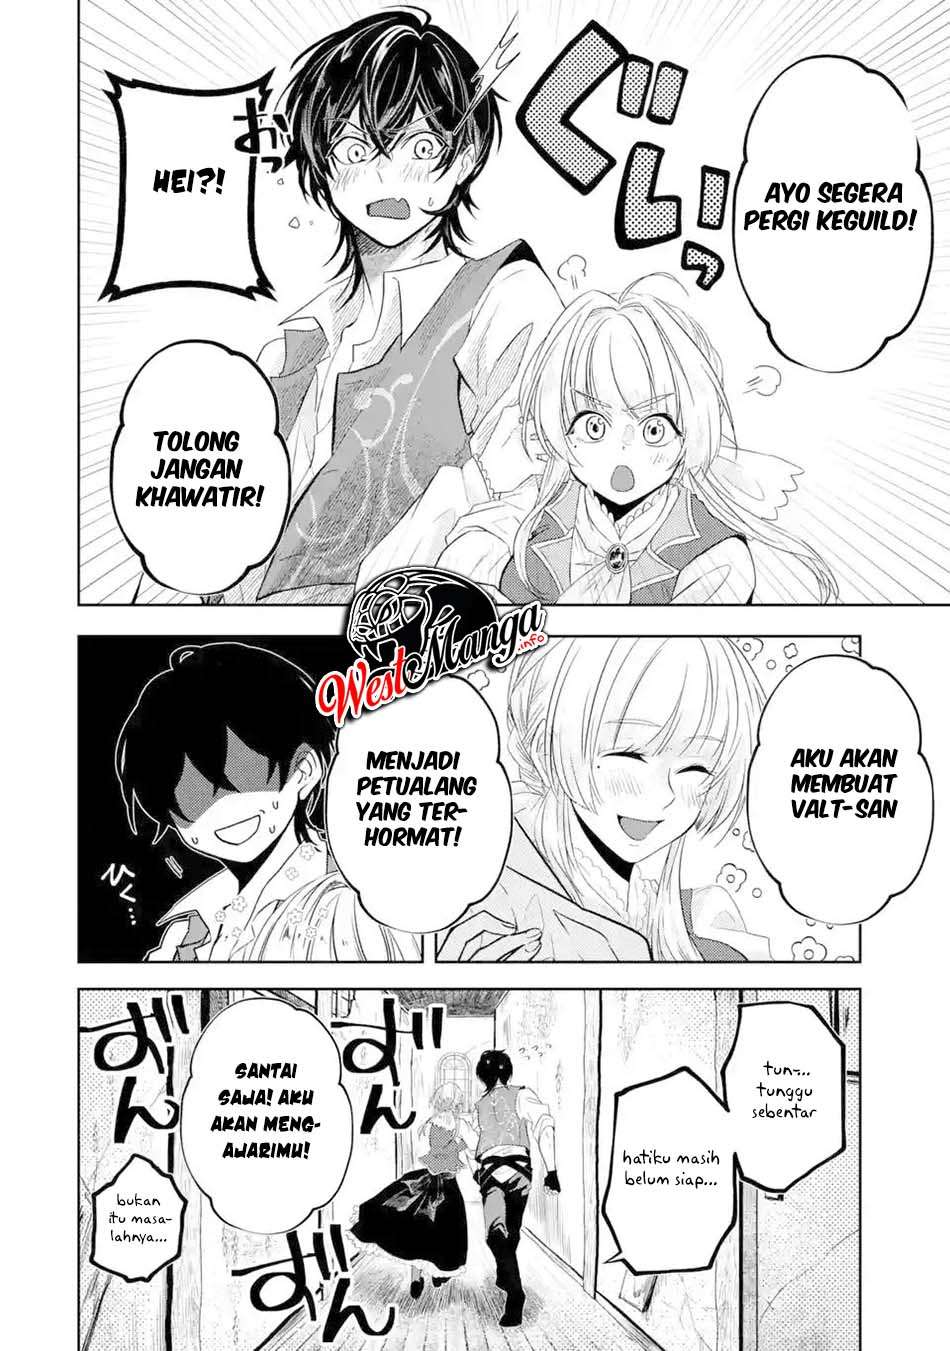 AYO SEGERA
PERGI KEGUILD!
ぐいっ
おっ
HEI?!
TOLONG
JANGAN
KHAWATIR!
WestManga
.info
AKU AKAN
MEMBUAT
VALT-SAN
MENJADI
PETUALANG
YANG TER-
HORMAT!
ひく…
tun-...
tunggu
sebentar
hatiku masih
belum siap...
ずん
SANTAI
SAJA! AKU
AKAN MENG-
AJARIMU!
ずん
ずん
bukan
itu masa-
lahnya...